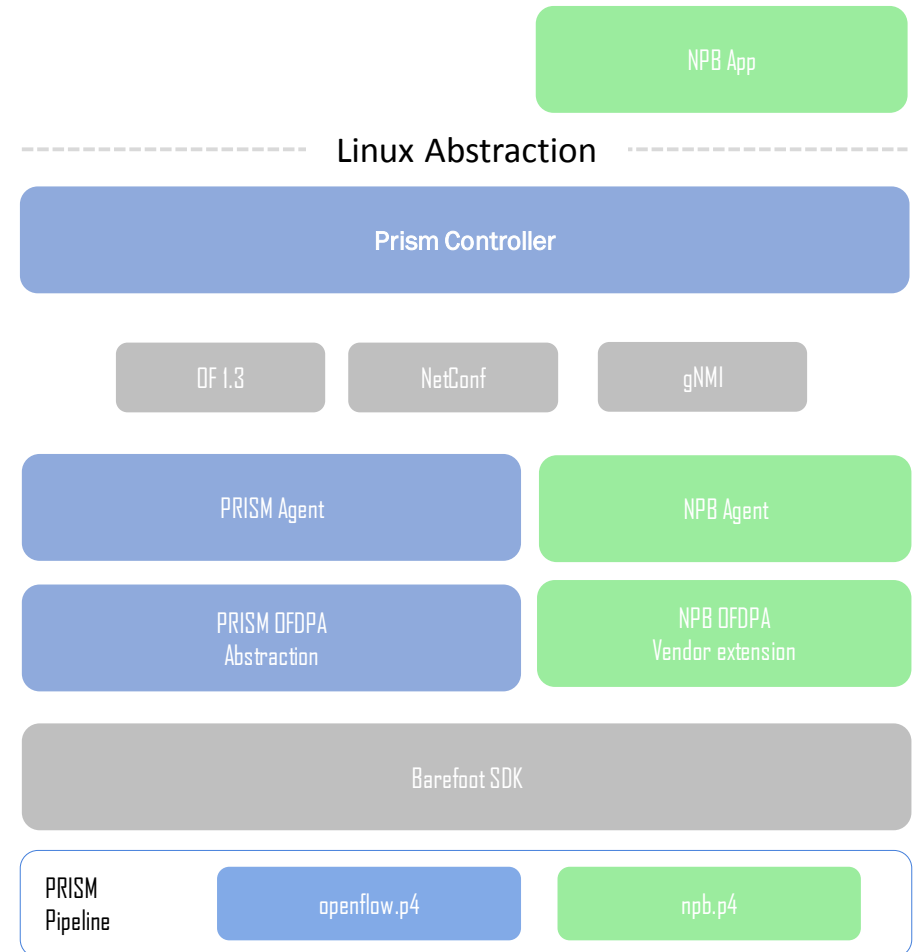 NPB App
Linux Abstraction
Prism Controller
OF 1.3
NetConf
gNMI
PRISM Agent
NPB Agent
PRISM OFDPA
Abstraction
NPB OFDPA
Vendor extension
Barefoot SDK
PRISM
Pipeline
openflow.p4
npb.p4